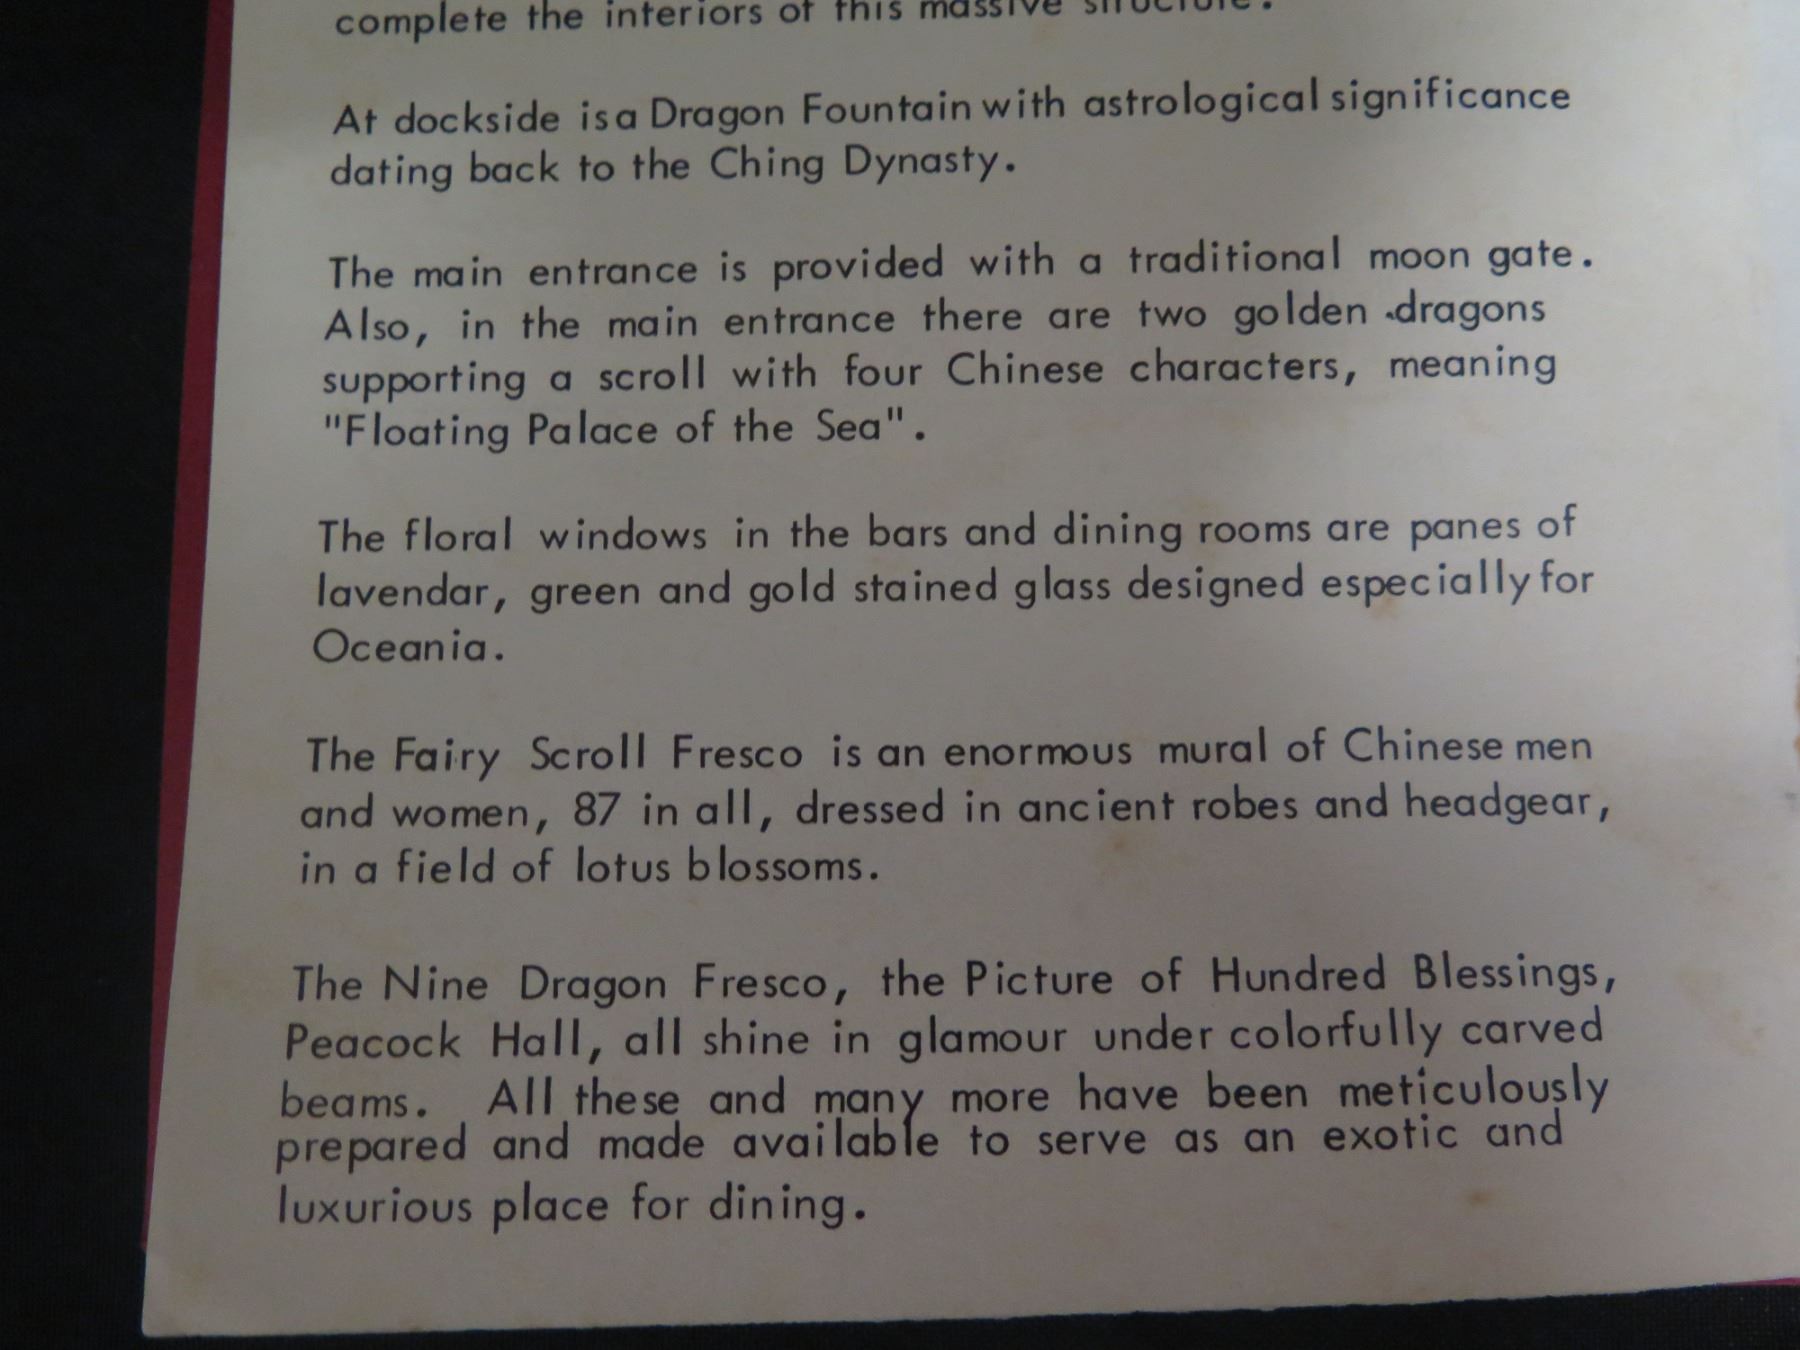 complete the interiors of this massive structure.
At dockside is a Dragon Fountain with astrological significance
dating back to the Ching Dynasty.
The main entrance is provided with a traditional moon gate.
Also, in the main entrance there are two golden dragons
supporting a scroll with four Chinese characters, meaning
"Floating Palace of the Sea".
The floral windows in the bars and dining rooms are panes of
lavendar, green and gold stained glass designed especially for
Oceania.
The Fairy Scroll Fresco is an enormous mural of Chinese men
and women, 87 in all, dressed in ancient robes and headgear,
in a field of lotus blossoms.
The Nine Dragon Fresco, the Picture of Hundred Blessings,
Peacock Hall, all shine in glamour under colorfully carved
beams. All these and many more have been meticulously
prepared and made available to serve as an exotic and
luxurious place for dining.